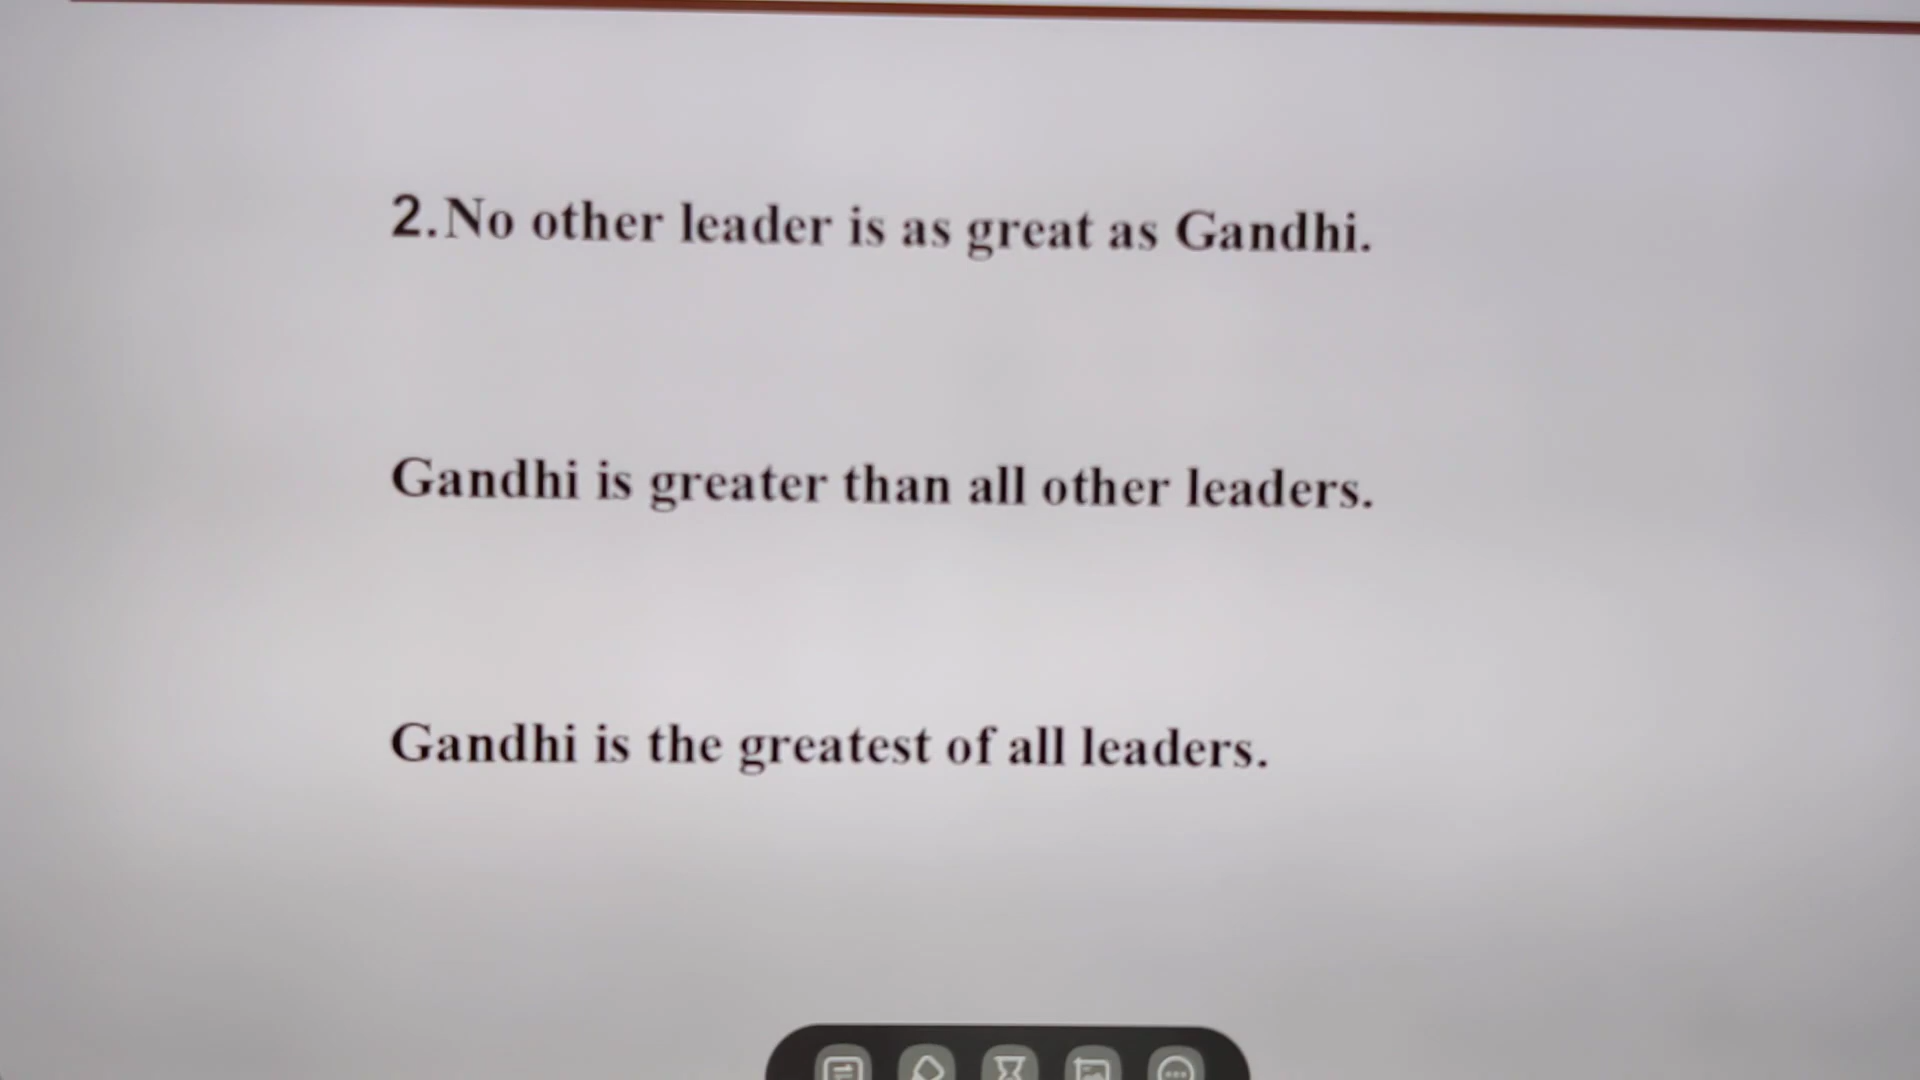 2.No other leader is as great as Gandhi.
Gandhi is greater than all other leaders.
Gandhi is the greatest of all leaders.